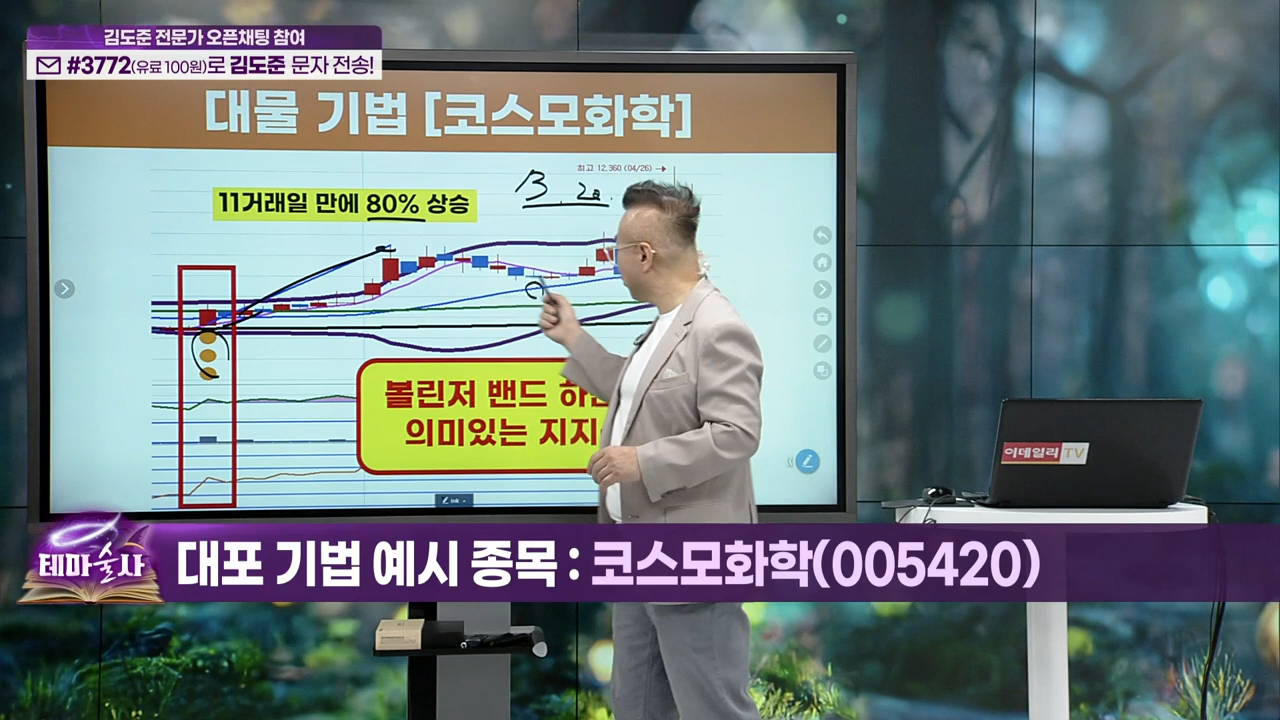 김도준 전문가 오픈채팅 참여
#3772(유료 100원)로 김도준 문자 전송!
대물 기법 [코스모화학]
최고 12,360 (04/26) →
11거래일 만에 80% 상승
볼린저 밴드
의미있는 지지
Ink
이데일리TV
테마술사
대포 기법 예시 종목 : 코스모화학(005420)